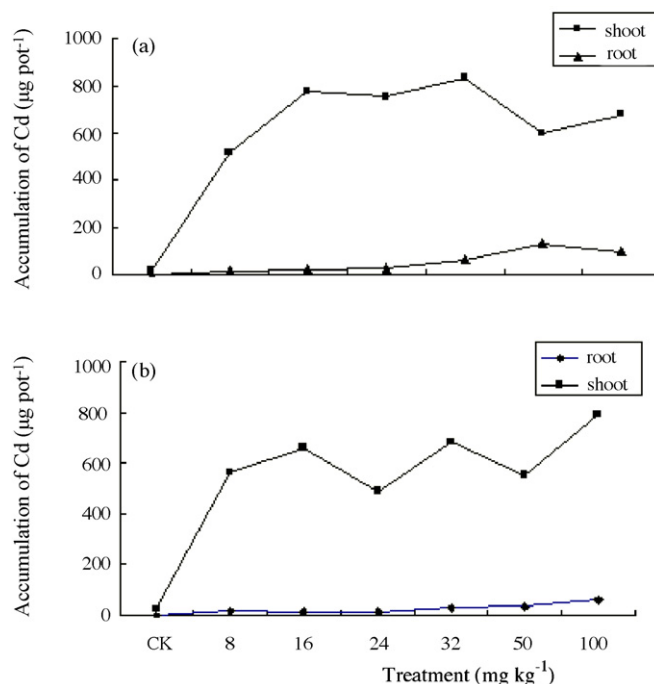 1000
(a)
shoot
root
800
600
400
200
0
Accumulation of Cd (µg pot⁻¹)
1000
(b)
root
shoot
800
600
400
200
0
Accumulation of Cd (µg pot⁻¹)
CK 8 16 24 32 50 100
Treatment (mg kg⁻¹)